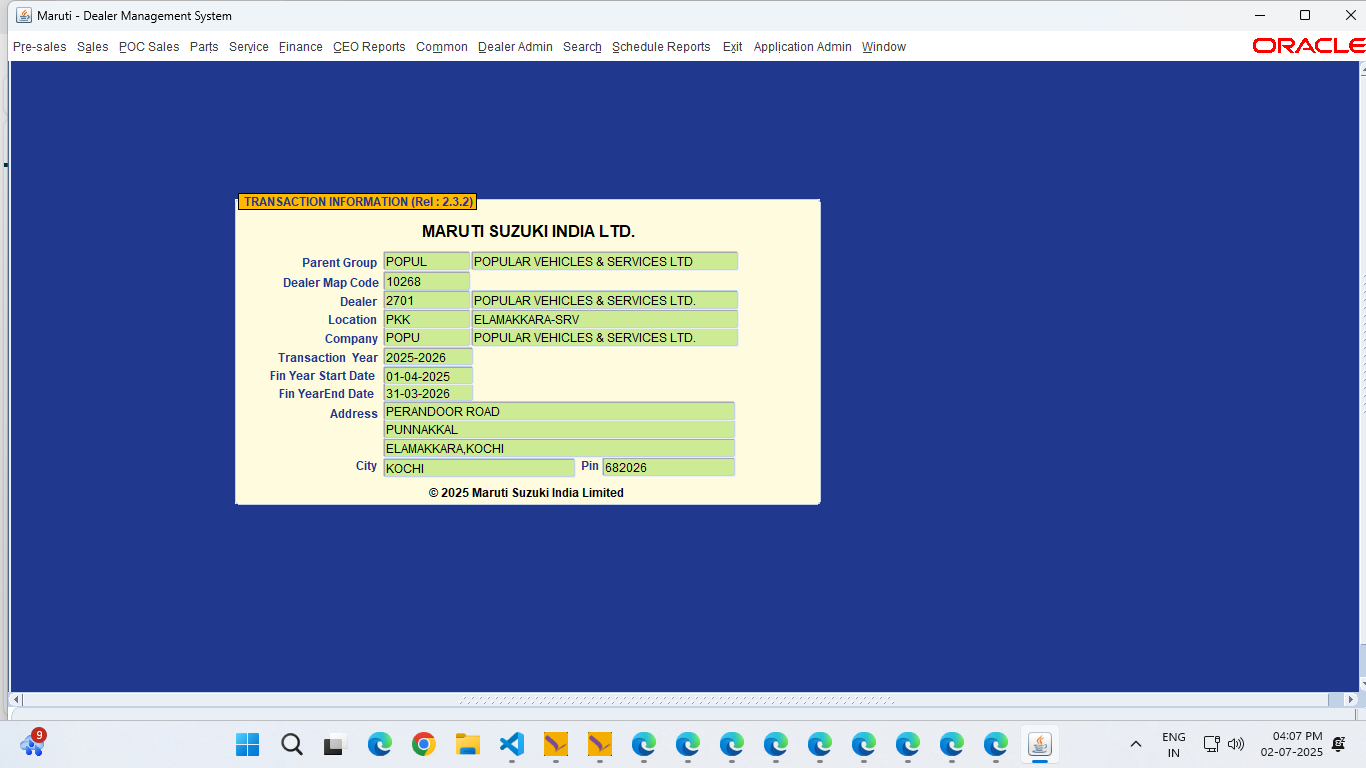 Maruti - Dealer Management System
Pre-sales Sales POC Sales Parts Service Finance CEO Reports Common Dealer Admin Search Schedule Reports Exit Application Admin Window
ORACLE
TRANSACTION INFORMATION (Rel : 2.3.2)
MARUTI SUZUKI INDIA LTD.
Parent Group POPUL POPULAR VEHICLES & SERVICES LTD
Dealer Map Code 10268
Dealer 2701 POPULAR VEHICLES & SERVICES LTD.
Location PKK ELAMAKKARA-SRV
Company POPU POPULAR VEHICLES & SERVICES LTD.
Transaction Year 2025-2026
Fin Year Start Date 01-04-2025
Fin YearEnd Date 31-03-2026
Address PERANDOOR ROAD
PUNNAKKAL
ELAMAKKARA,KOCHI
City KOCHI Pin 682026
© 2025 Maruti Suzuki India Limited
9
ENG
IN
04:07 PM
02-07-2025